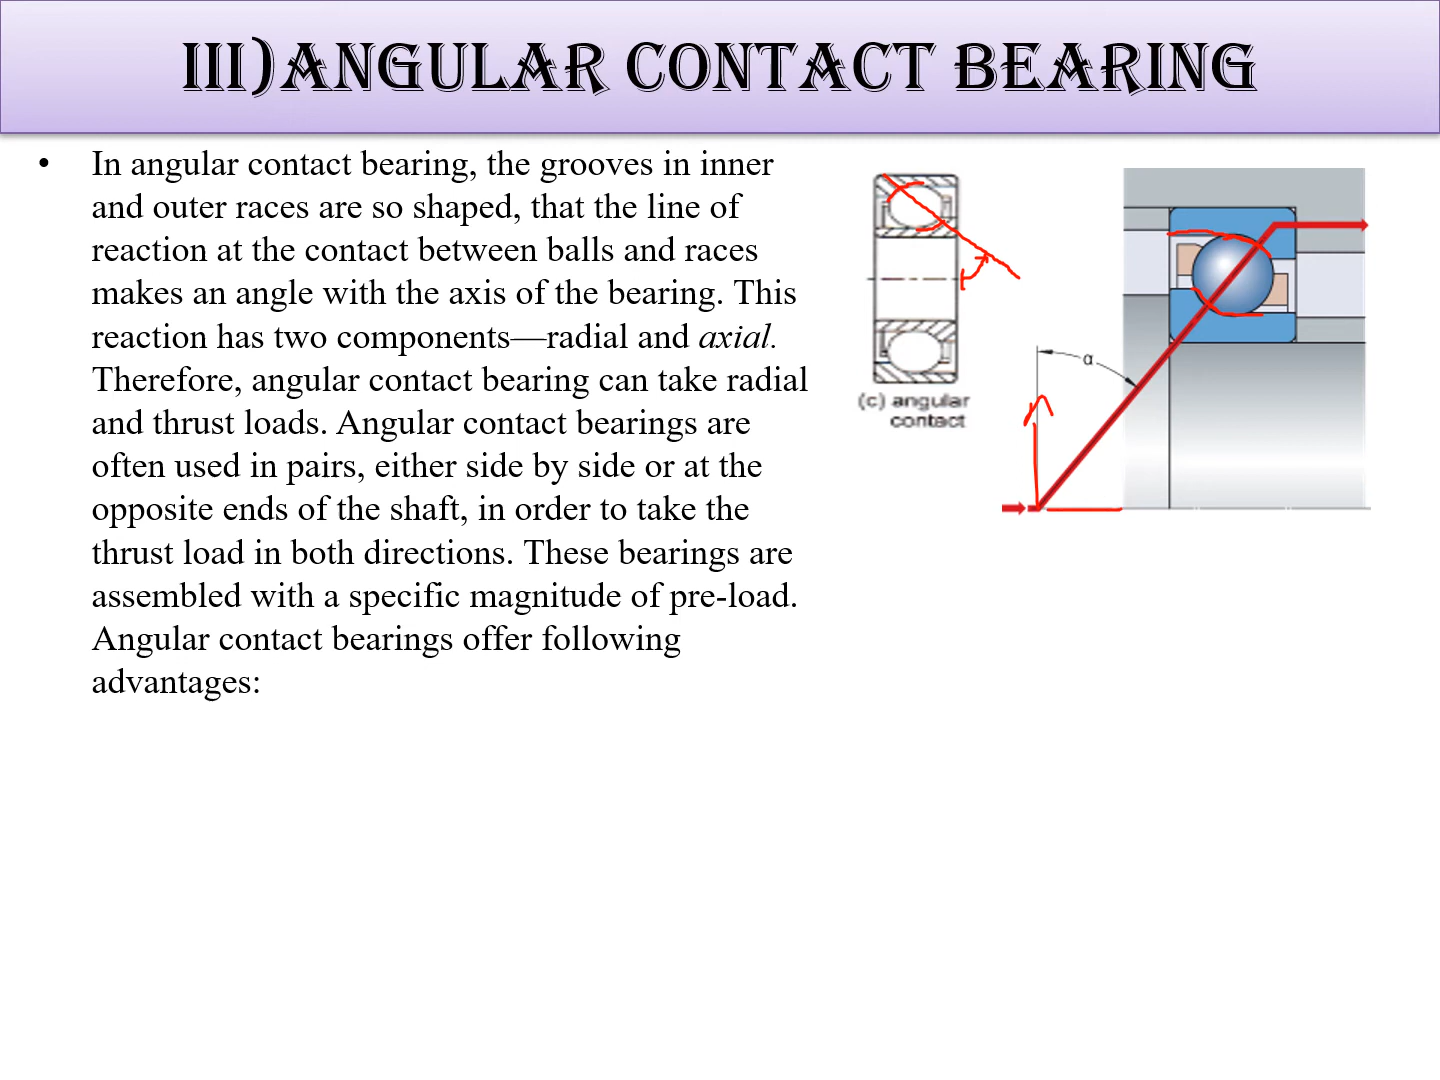 III)ANGULAR CONTACT BEARING
• In angular contact bearing, the grooves in inner
and outer races are so shaped, that the line of
reaction at the contact between balls and races
makes an angle with the axis of the bearing. This
reaction has two components—radial and axial.
Therefore, angular contact bearing can take radial
and thrust loads. Angular contact bearings are
often used in pairs, either side by side or at the
opposite ends of the shaft, in order to take the
thrust load in both directions. These bearings are
assembled with a specific magnitude of pre-load.
Angular contact bearings offer following
advantages:
(c) angular
contact
α